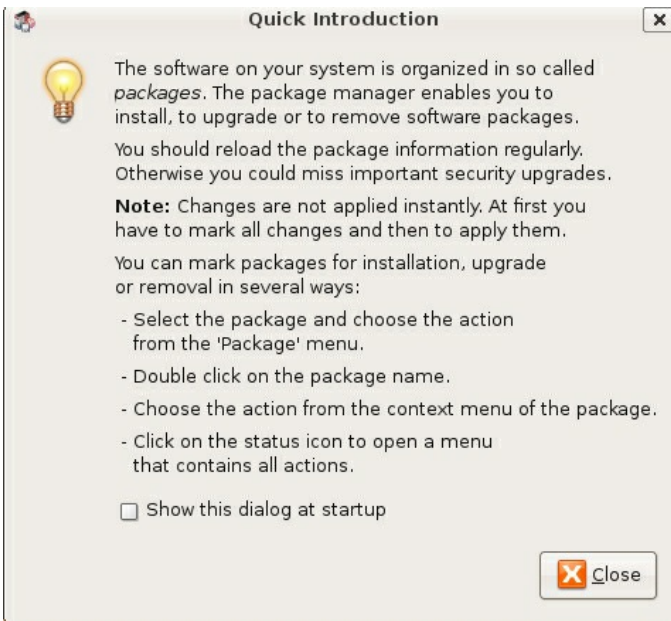 Quick Introduction
The software on your system is organized in so called
packages. The package manager enables you to
install, to upgrade or to remove software packages.
You should reload the package information regularly.
Otherwise you could miss important security upgrades.
Note: Changes are not applied instantly. At first you
have to mark all changes and then to apply them.
You can mark packages for installation, upgrade
or removal in several ways:
- Select the package and choose the action
from the 'Package' menu.
- Double click on the package name.
- Choose the action from the context menu of the package.
- Click on the status icon to open a menu
that contains all actions.
Show this dialog at startup
Close